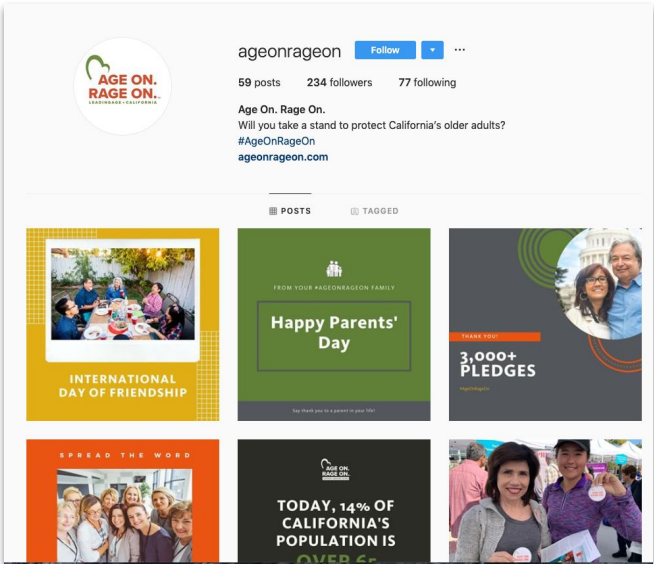 AGE ON.
RAGE ON.
LEADINGAGE • CALIFORNIA
ageonrageon
Follow
59 posts 234 followers 77 following
Age On. Rage On.
Will you take a stand to protect California's older adults?
#AgeOnRageOn
ageonrageon.com
POSTS
TAGGED
INTERNATIONAL
DAY OF FRIENDSHIP
FROM YOUR #AGEONRAGEON FAMILY
Happy Parents'
Day
Say thank you to a parent in your life!
THANK YOU!
3,000+
PLEDGES
#AgeOnRageOn
SPREAD THE WORD
AGE ON.
RAGE ON.
TODAY, 14% OF
CALIFORNIA'S
POPULATION IS
OVER 65